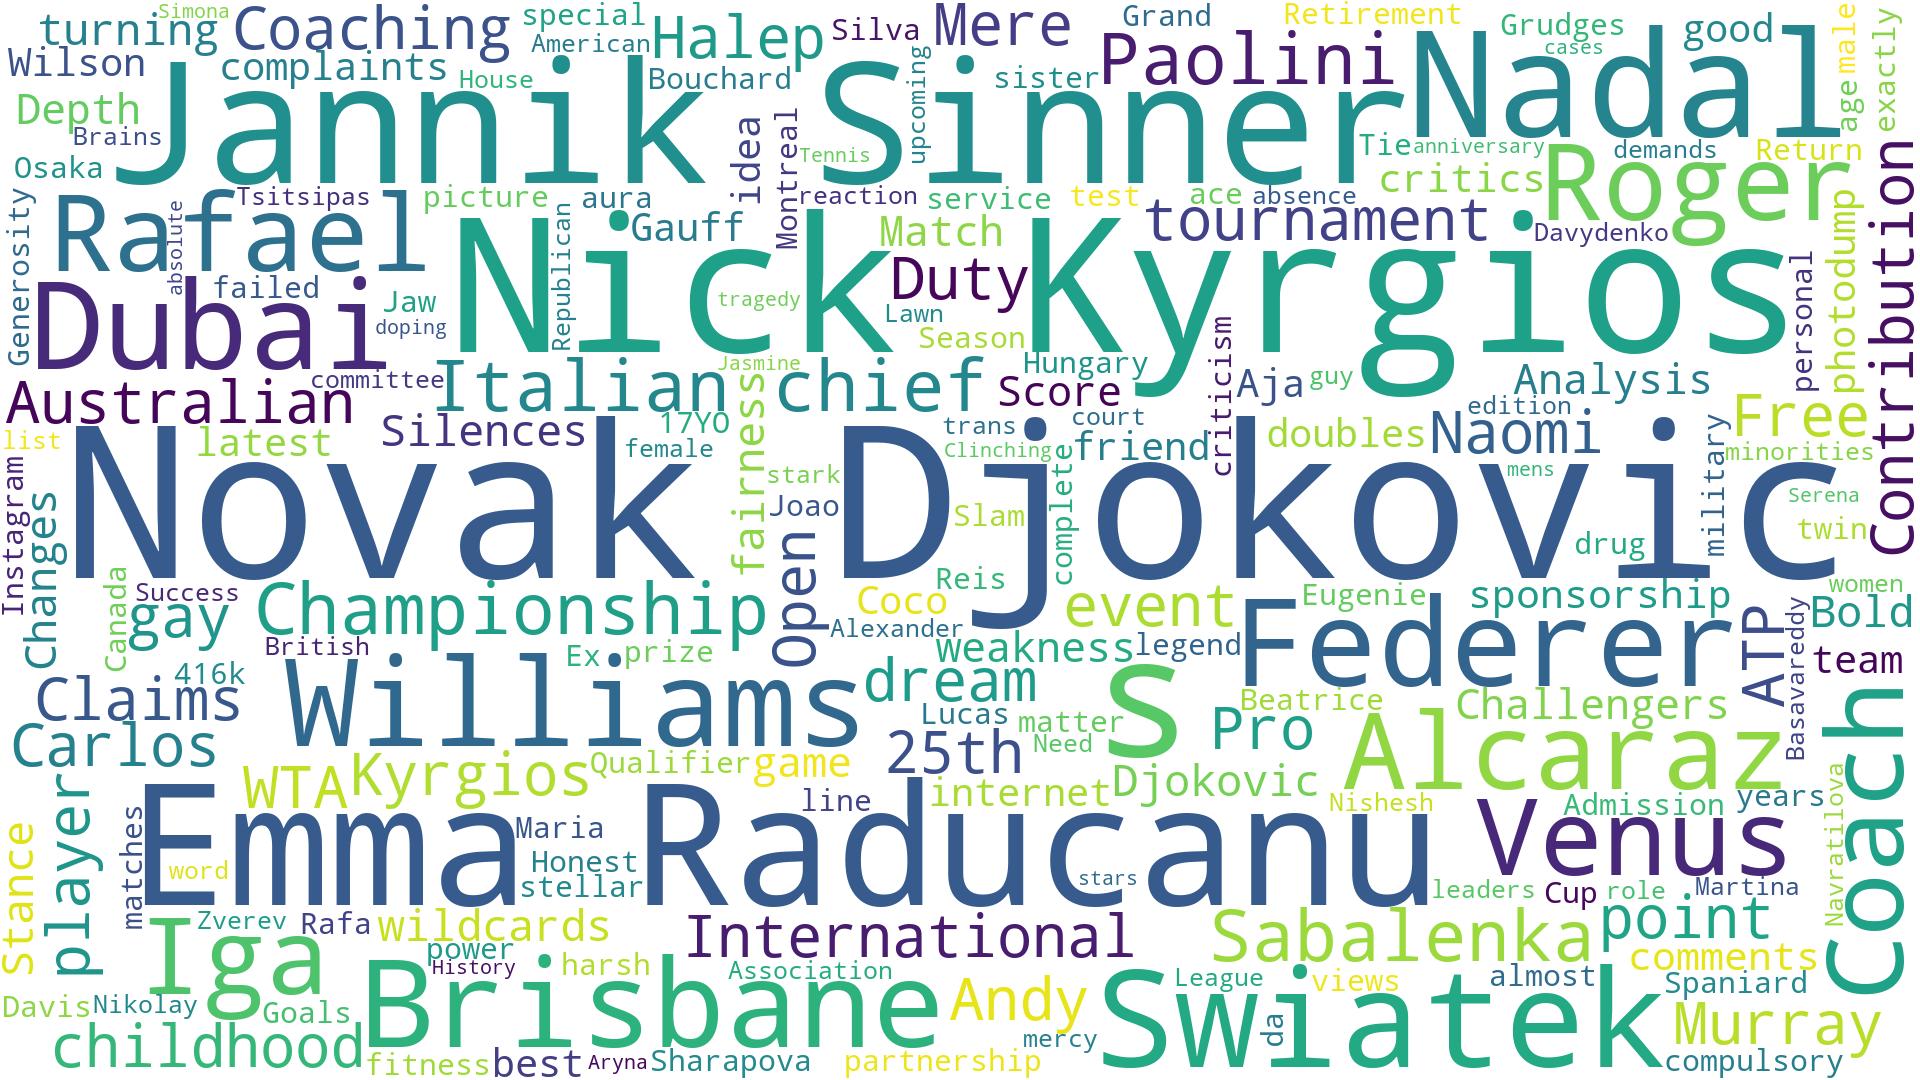 Simona
turning
Coaching
special
Halep
Silva
Mere
Grand
Retirement
Grudges
good
male
exactly
Wilson
complaints
American
House
Bouchard
sister
Paolini
cases
Nadal
age
Depth
Brains
Jannik Sinner
upcoming
Osaka
idea
Montreal
Tennis
Tie
anniversary
demands
Return
Tsitsipas
picture
aura
reaction
service
test
ace
absence
critics
Roger
Contribution
Generosity
Rafael
absolute
Gauff
Match
tournament
Davydenko
photodump
personal
failed
Republican
Nick Kyrgios
Duty
Dubai
Jaw
doping
tragedy
Lawn
Season
criticism
Australian
committee
Italian
Jasmine
fairness
chief
Hungary
Score
Aja
guy
Analysis
list
latest
Silences
17YO
female
trans
court
friend
Clinching
doubles
edition
Naomi
Free
minorities
military
Instagram
Changes
Novak Djokovic
stark
Joao
Slam
complete
mens
Serena
twin
drug
open
Canada
Success
gay
Championship
Reis
Coco
Alexander
event
Eugenie
sponsorship
women
Bold
British
Ex
prize
weakness
legend
Federer
ATP
Basavareddy
team
416k
Claims
Williams
dream
s
Lucas
matter
Need
Beatrice
Challengers
Coach
Carlos
25th
Pro
Alcaraz
WTA
Kyrgios
Qualifier
game
internet
Djokovic
player
matches
Emma Raducanu
line
Nishesh
Venus
Admission
years
Navratilova
Stance
word
Maria
Honest
stellar
stars
leaders
Cup
role
Martina
Iga
Zverev
Rafa
wildcards
International
Sabalenka
point
power
History
harsh
Association
League
views
almost
comments
Spaniard
Davis
Nikolay
Goals
Brisbane
Andy
Swiatek
da
Murray
childhood
fitness
best
Aryna
Sharapova
partnership
mercy
compulsory